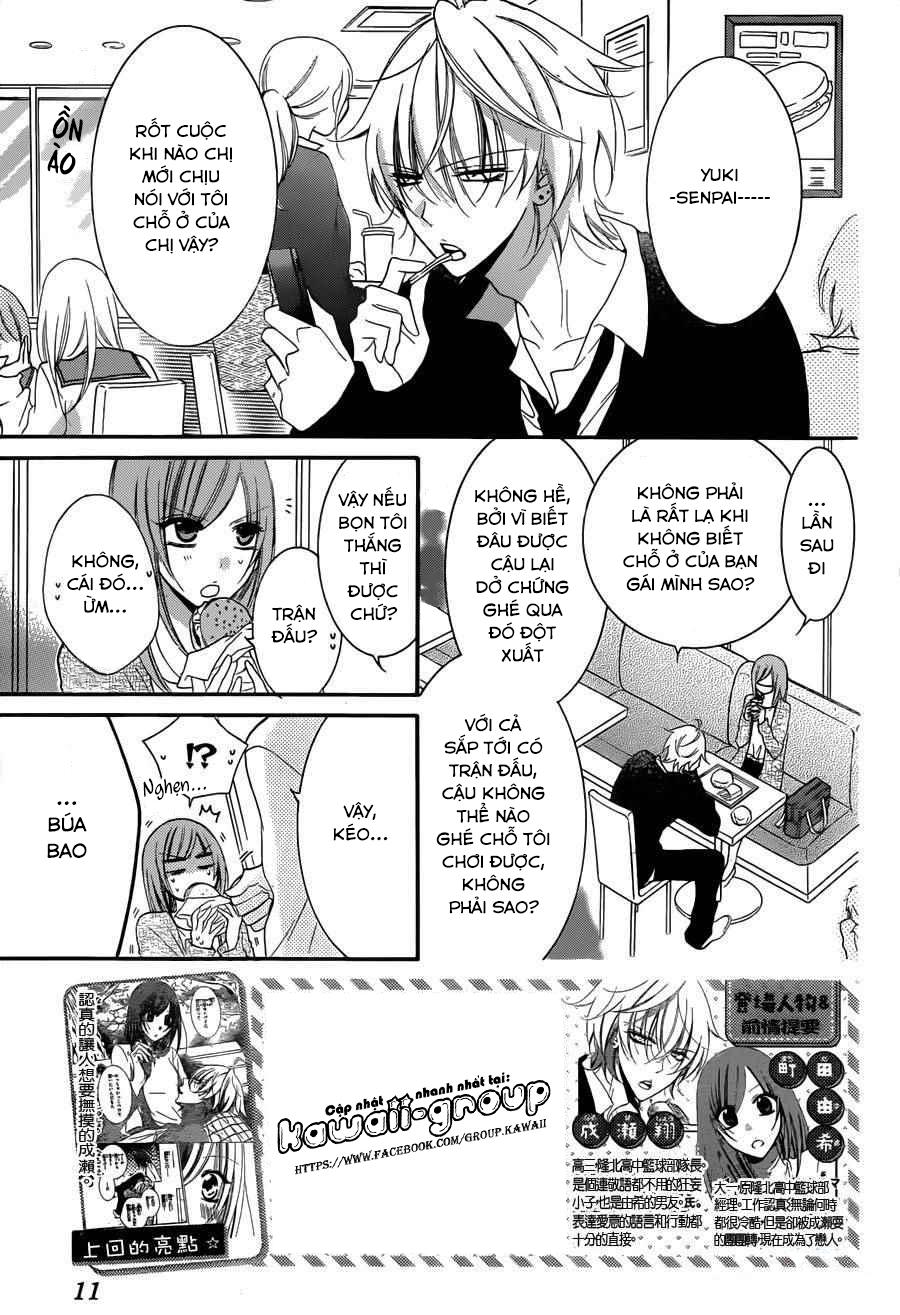 YUKI
-SENPAI-----
RỐT CUỘC
KHI NÀO CHỊ
MỚI CHỊU
NÓI VỚI TÔI
CHỖ Ở CỦA
CHỊ VẬY?
ỒN
ÀO
...
LẦN
SAU
ĐI
KHÔNG PHẢI
LÀ RẤT LẠ KHI
KHÔNG BIẾT
CHỖ Ở CỦA BẠN
GÁI MÌNH SAO?
KHÔNG HỀ,
BỞI VÌ BIẾT
ĐÂU ĐƯỢC
CẬU LẠI
DỞ CHỨNG
GHÉ QUA
ĐÓ ĐỘT
XUẤT
VỚI CẢ
SẮP TỚI CÓ
TRẬN ĐẤU,
CẬU KHÔNG
THỂ NÀO
GHÉ CHỖ TÔI
CHƠI ĐƯỢC,
KHÔNG
PHẢI SAO?
VẬY NẾU
BỌN TÔI
THẮNG
THÌ
ĐƯỢC
CHỨ?
TRẬN
ĐẤU?
KHÔNG,
CÁI ĐÓ...
ỪM...
VẬY,
KÉO...
!?
Nghẹn...
...
BÚA
BAO
登場人物&
前情提要
町田由希
大一・原隆北高中籃球部
經理。工作認真、無論何時
都很冷酷。但是卻被成瀨耍
的團團轉。現在成為了戀人。
成瀨翔
高三・隆北高中籃球部隊長。
是個連敬語都不用的狂妄
小子，也是由希的男友。
表達愛意的語言和行動都
十分的直接。
Cập nhật nhanh nhất tại:
kawaii-group
HTTPS://WWW.FACEBOOK.COM/GROUP.KAWAII
認真的讓人想要撫摸的成瀨。
上回的亮點☆
11